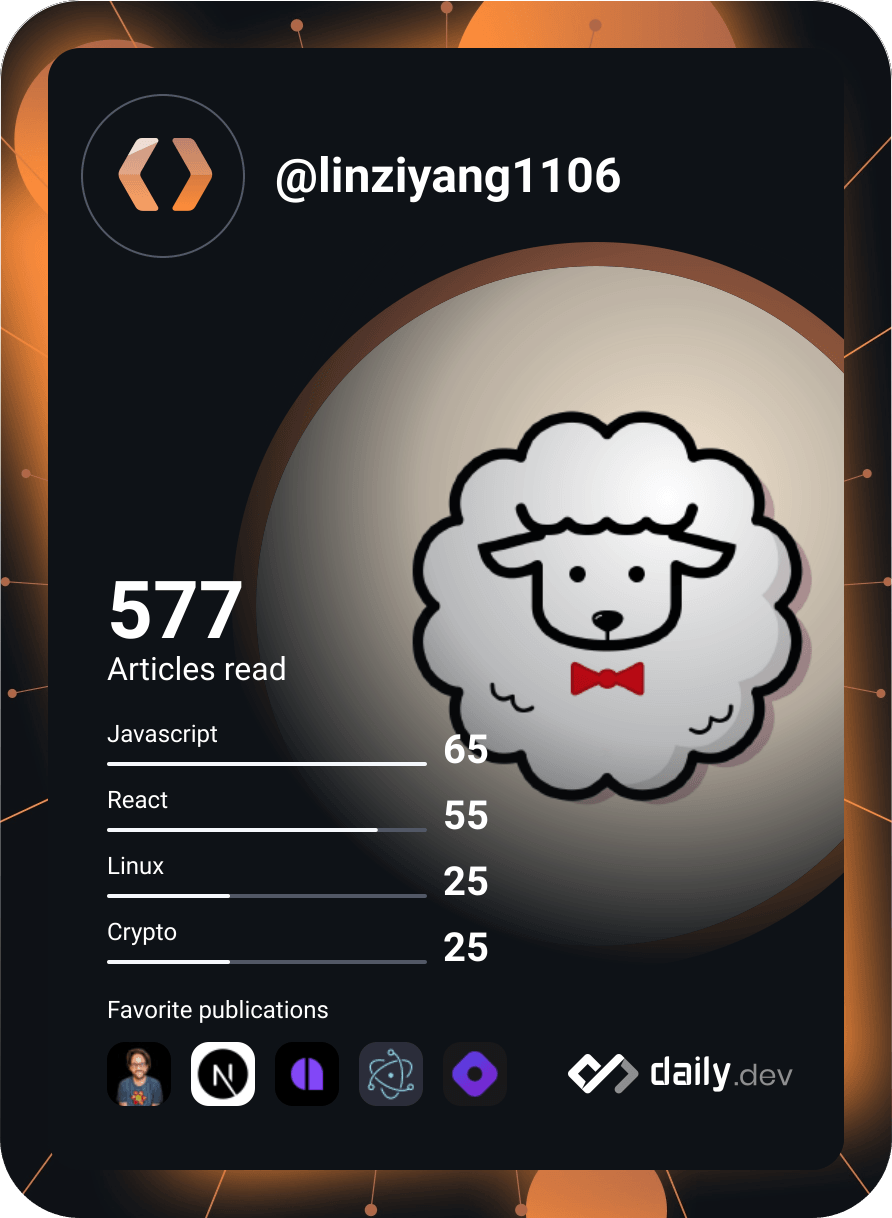 @linziyang1106
577
Articles read
Javascript
65
React
55
Linux
25
Crypto
25
Favorite publications
N
daily.dev